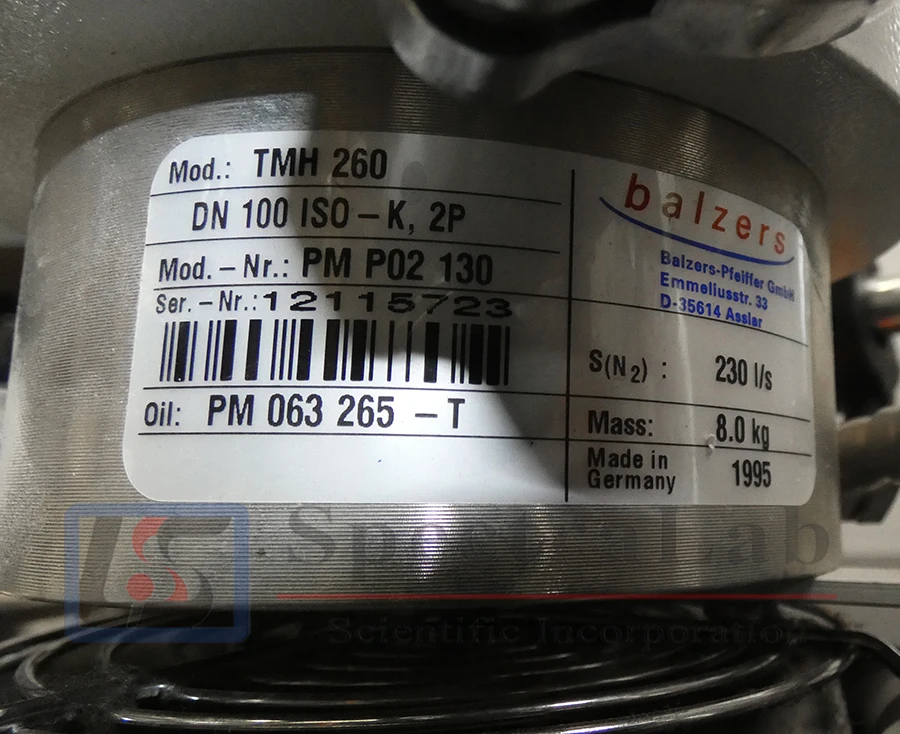 Mod.: TMH 260
DN 100 ISO – K, 2P
Mod. – Nr.: PM P02 130
Ser. – Nr.: 12115723
Oil: PM 063 265 – T
balzers
Balzers-Pfeiffer GmbH
Emmeliusstr. 33
D-35614 Asslar
S(N2) : 230 l/s
Mass: 8.0 kg
Made in Germany 1995
LSS
SpectraLab
Scientific Incorporation